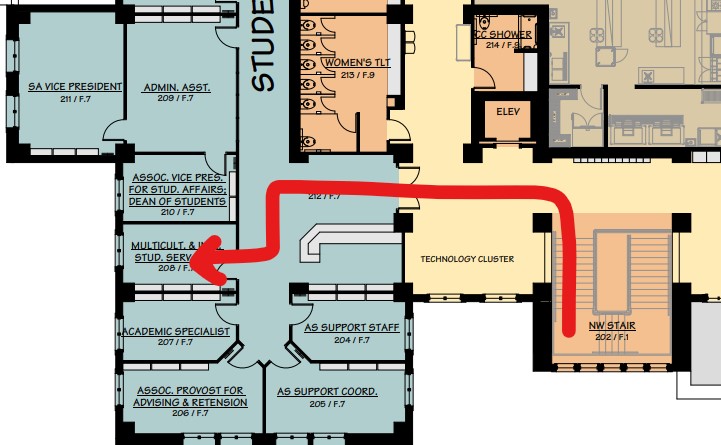 STUDE
CC SHOWER
214 / F.9
WOMEN'S TLT
213 / F.9
SA VICE PRESIDENT
211 / F.7
ADMIN. ASST.
209 / F.7
ELEV
ASSOC. VICE PRES.
FOR STUD. AFFAIRS,
DEAN OF STUDENTS
210 / F.7
212 / F.7
MULTICULT. &
STUD. SERV
208 / F.7
TECHNOLOGY CLUSTER
ACADEMIC SPECIALIST
207 / F.7
AS SUPPORT STAFF
204 / F.7
NW STAIR
202 / F.1
ASSOC. PROVOST FOR
ADVISING & RETENSION
206 / F.7
AS SUPPORT COORD.
205 / F.7